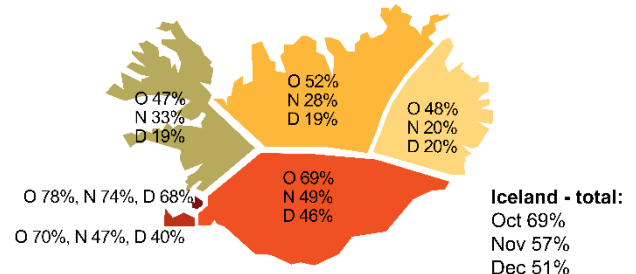 O 52%
N 28%
D 19%
O 47%
N 33%
D 19%
O 48%
N 20%
D 20%
O 69%
N 49%
D 46%
O 78%, N 74%, D 68%
O 70%, N 47%, D 40%
Iceland - total:
Oct 69%
Nov 57%
Dec 51%